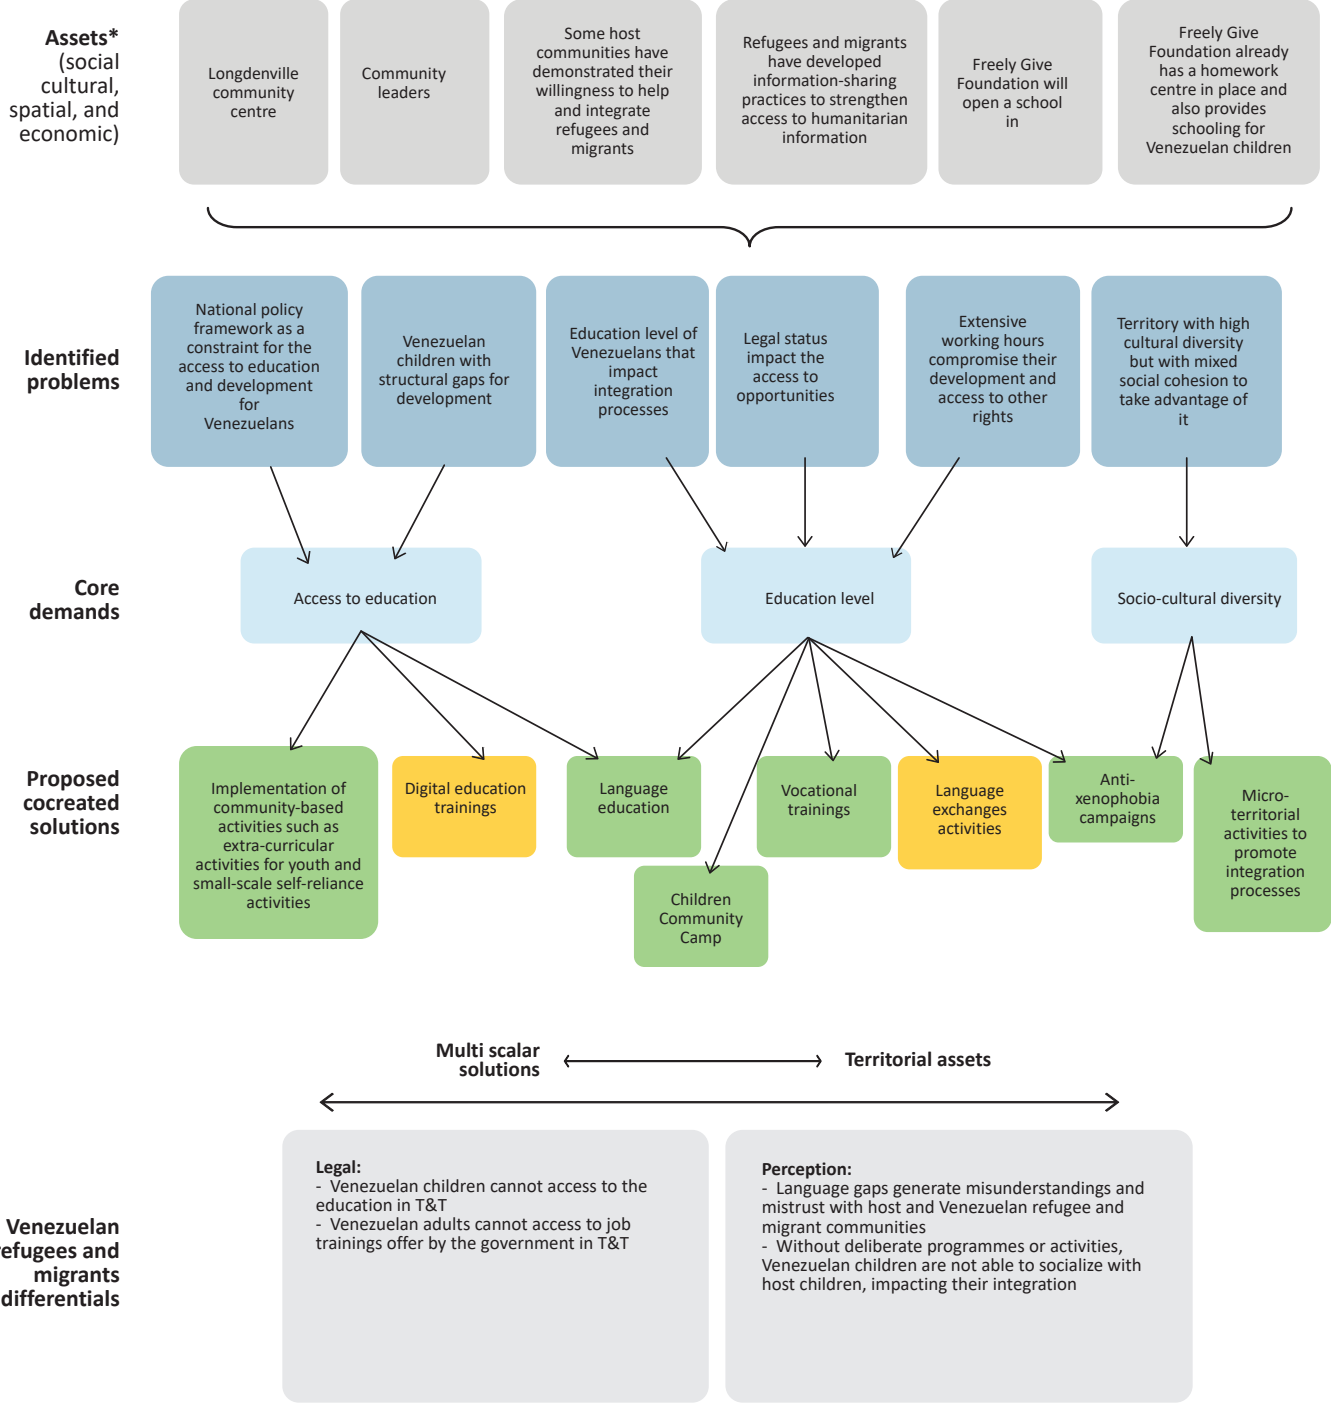 Assets*
(social
cultural,
spatial, and
economic)
Longdenville
community
centre
Community
leaders
Some host
communities have
demonstrated their
willingness to help
and integrate
refugees and
migrants
Refugees and migrants
have developed
information-sharing
practices to strengthen
access to humanitarian
information
Freely Give
Foundation will
open a school
in
Freely Give
Foundation already
has a homework
centre in place and
also provides
schooling for
Venezuelan children
Identified
problems
National policy
framework as a
constraint for the
access to education
and development
for
Venezuelans
Venezuelan
children with
structural gaps for
development
Education level of
Venezuelans that
impact
integration
processes
Legal status
impact the
access to
opportunities
Extensive
working hours
compromise their
development and
access to other
rights
Territory with high
cultural diversity
but with mixed
social cohesion to
take advantage of
it
Core
demands
Access to education
Education level
Socio-cultural diversity
Proposed
cocreated
solutions
Implementation of
community-based
activities such as
extra-curricular
activities for youth and
small-scale self-reliance
activities
Digital education
trainings
Language
education
Children
Community
Camp
Vocational
trainings
Language
exchanges
activities
Anti-
xenophobia
campaigns
Micro-
territorial
activities to
promote
integration
processes
Multi scalar
solutions
Territorial assets
Venezuelan
refugees and
migrants
differentials
Legal:
- Venezuelan children cannot access to the
education in T&T
- Venezuelan adults cannot access to job
trainings offer by the government in T&T
Perception:
- Language gaps generate misunderstandings and
mistrust with host and Venezuelan refugee and
migrant communities
- Without deliberate programmes or activities,
Venezuelan children are not able to socialize with
host children, impacting their integration